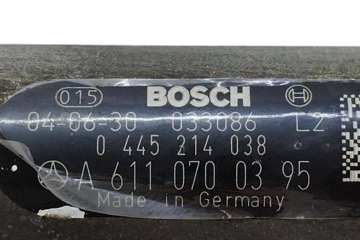 015 BOSCH
04-06-30 033086 L2
0 445 214 038
A 611 070 03 95
Made in Germany